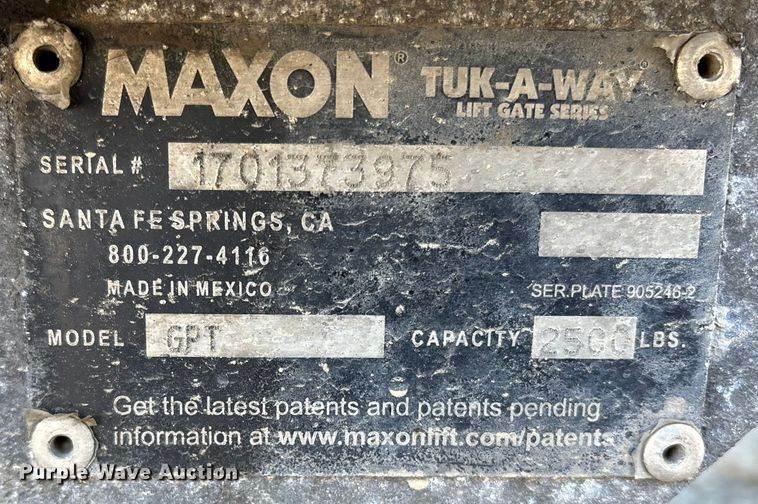 MAXON®
TUK-A-WAY®
LIFT GATE SERIES
SERIAL # 1701373975
SANTA FE SPRINGS, CA
800-227-4116
MADE IN MEXICO
SER.PLATE 905246-2
MODEL GPT
CAPACITY 2500 LBS.
Get the latest patents and patents pending
information at www.maxonlift.com/patents
Purple Wave Auction